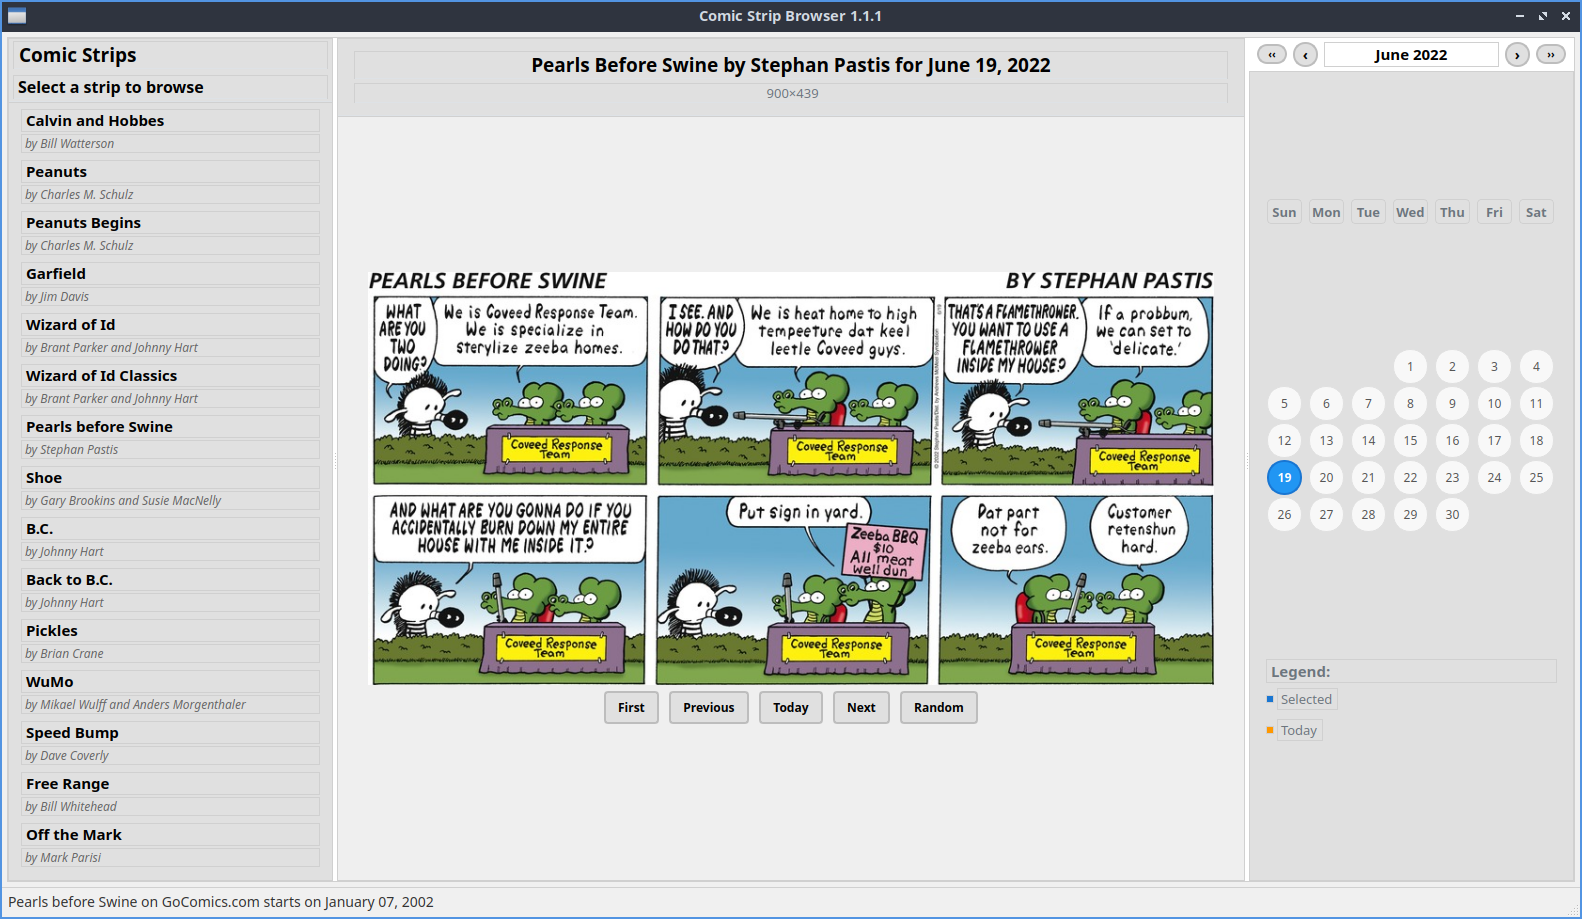 Comic Strip Browser 1.1.1
Comic Strips
Select a strip to browse
Calvin and Hobbes
by Bill Watterson
Peanuts
by Charles M. Schulz
Peanuts Begins
by Charles M. Schulz
Garfield
by Jim Davis
Wizard of Id
by Brant Parker and Johnny Hart
Wizard of Id Classics
by Brant Parker and Johnny Hart
Pearls before Swine
by Stephan Pastis
Shoe
by Gary Brookins and Susie MacNelly
B.C.
by Johnny Hart
Back to B.C.
by Johnny Hart
Pickles
by Brian Crane
WuMo
by Mikael Wulff and Anders Morgenthaler
Speed Bump
by Dave Coverly
Free Range
by Bill Whitehead
Off the Mark
by Mark Parisi
Pearls Before Swine by Stephan Pastis for June 19, 2022
900×439
PEARLS BEFORE SWINE BY STEPHAN PASTIS
WHAT
ARE YOU
TWO
DOING?
We is Coveed Response Team.
We is specialize in
sterylize zeeba homes.
Coveed Response
Team
I SEE. AND
HOW DO YOU
DO THAT?
We is heat home to high
tempeeture dat keel
leetle Coveed guys.
Coveed Response
Team
THAT'S A FLAMETHROWER.
YOU WANT TO USE A
FLAMETHROWER
INSIDE MY HOUSE?
If a probbum,
we can set to
'delicate.'
Coveed Response
Team
AND WHAT ARE YOU GONNA DO IF YOU
ACCIDENTALLY BURN DOWN MY ENTIRE
HOUSE WITH ME INSIDE IT?
Coveed Response
Team
Put sign in yard.
Zeeba BBQ
$10
All meat
well dun
Coveed Response
Team
Dat part
not for
zeeba ears.
Customer
retenshun
hard.
Coveed Response
Team
First Previous Today Next Random
‹‹ ‹ June 2022 › ››
Sun Mon Tue Wed Thu Fri Sat
1 2 3 4
5 6 7 8 9 10 11
12 13 14 15 16 17 18
19 20 21 22 23 24 25
26 27 28 29 30
Legend:
Selected
Today
Pearls before Swine on GoComics.com starts on January 07, 2002